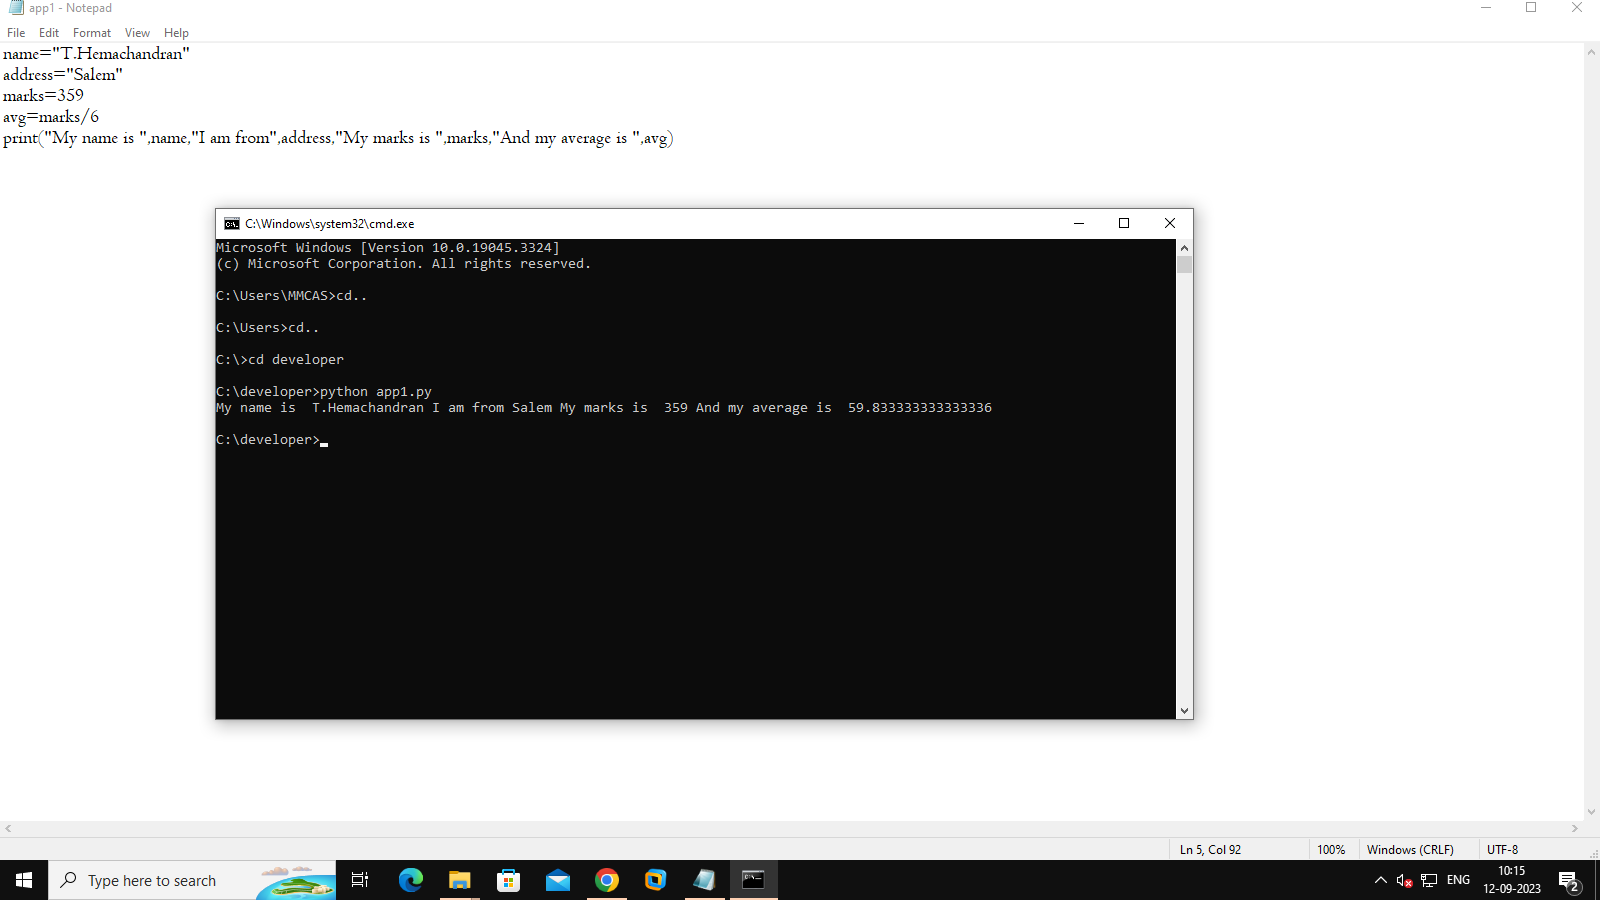 app1 - Notepad
File Edit Format View Help
name="T.Hemachandran"
address="Salem"
marks=359
avg=marks/6
print("My name is ",name,"I am from",address,"My marks is ",marks,"And my average is ",avg)
C:\Windows\system32\cmd.exe
Microsoft Windows [Version 10.0.19045.3324]
(c) Microsoft Corporation. All rights reserved.
C:\Users\MMCAS>cd..
C:\Users>cd..
C:\>cd developer
C:\developer>python app1.py
My name is  T.Hemachandran I am from Salem My marks is  359 And my average is  59.833333333333336
C:\developer>
Ln 5, Col 92 100% Windows (CRLF) UTF-8
Type here to search
ENG
10:15
12-09-2023
2